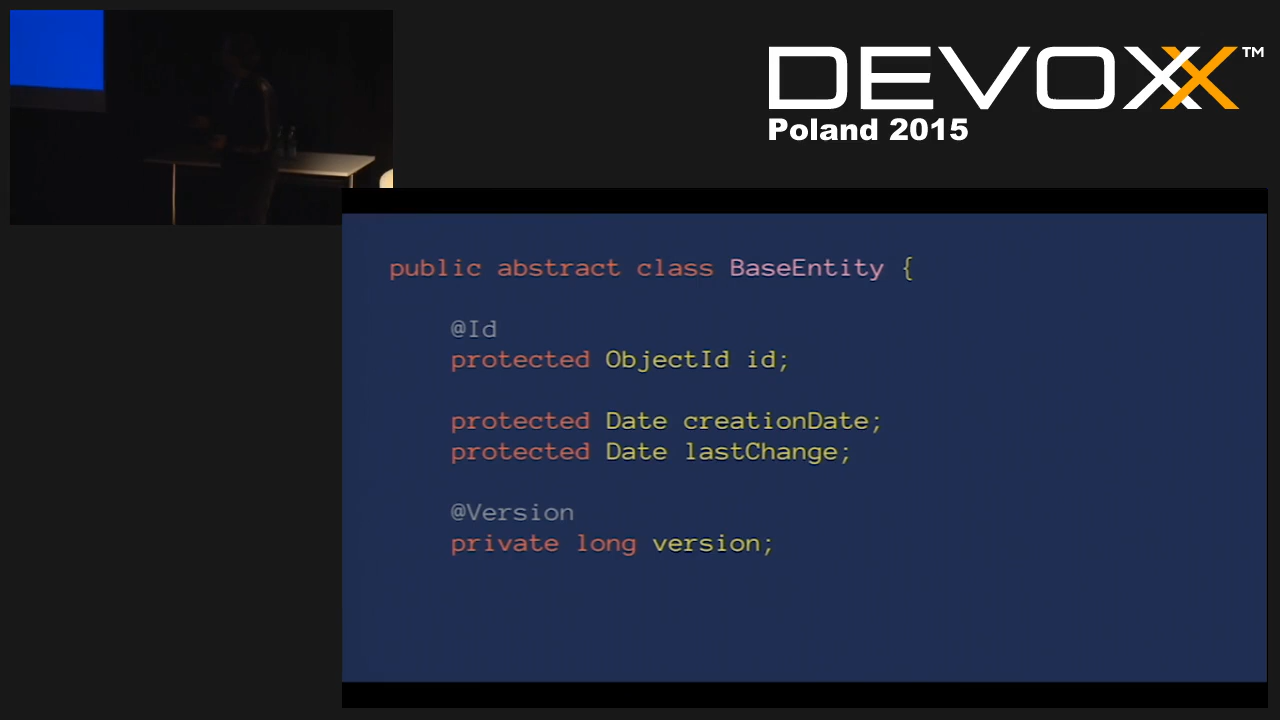 DEVOXX™
Poland 2015
public abstract class BaseEntity {
@Id
protected ObjectId id;
protected Date creationDate;
protected Date lastChange;
@Version
private long version;